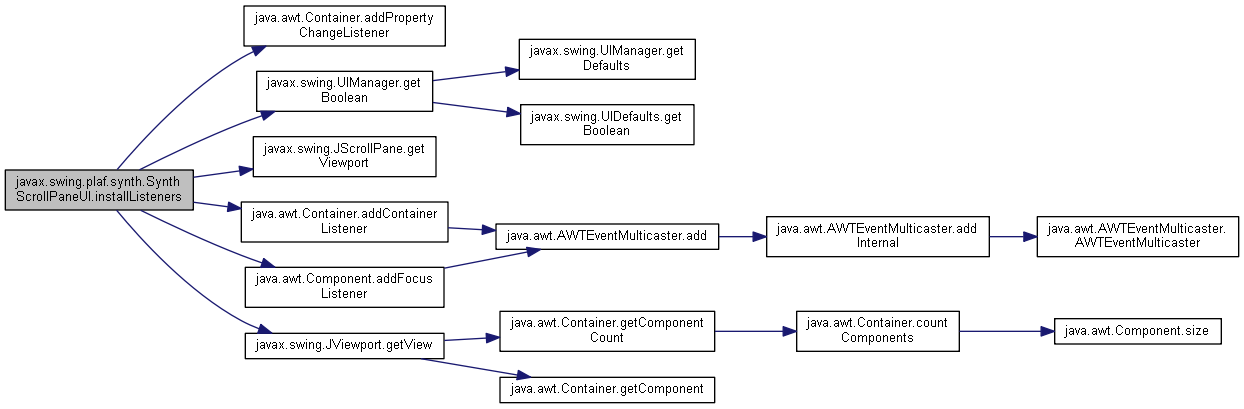 java.awt.Container.addProperty
ChangeListener
javax.swing.UIManager.get
Defaults
javax.swing.UIManager.get
Boolean
javax.swing.UIDefaults.get
Boolean
javax.swing.JScrollPane.get
Viewport
javax.swing.plaf.synth.Synth
ScrollPaneUI.installListeners
java.awt.Container.addContainer
Listener
java.awt.AWTEventMulticaster.add
java.awt.AWTEventMulticaster.add
Internal
java.awt.AWTEventMulticaster.
AWTEventMulticaster
java.awt.Component.addFocus
Listener
javax.swing.JViewport.getView
java.awt.Container.getComponent
Count
java.awt.Container.count
Components
java.awt.Component.size
java.awt.Container.getComponent